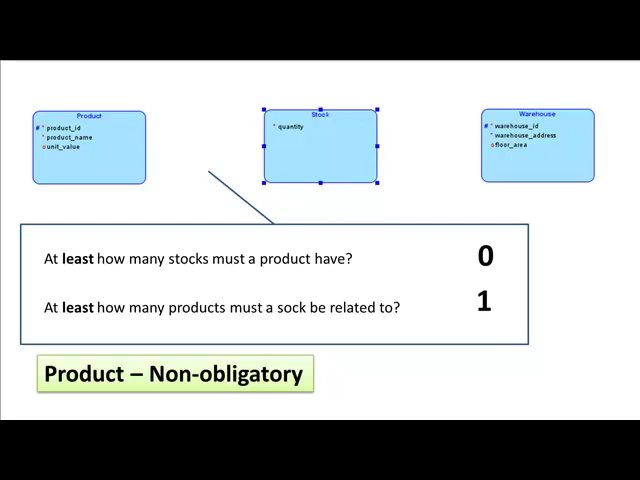 Product
# * product_id
* product_name
o unit_value
Stock
* quantity
Warehouse
# * warehouse_id
* warehouse_address
o floor_area
At least how many stocks must a product have? 0
At least how many products must a sock be related to? 1
Product – Non-obligatory